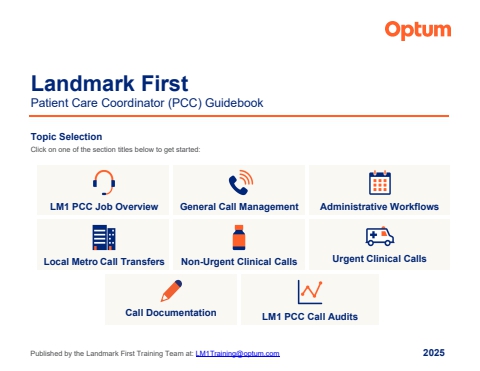 Optum
Landmark First
Patient Care Coordinator (PCC) Guidebook
Topic Selection
Click on one of the section titles below to get started:
LM1 PCC Job Overview
General Call Management
Administrative Workflows
Local Metro Call Transfers
Non-Urgent Clinical Calls
Urgent Clinical Calls
Call Documentation
LM1 PCC Call Audits
Published by the Landmark First Training Team at: LM1Training@optum.com
2025